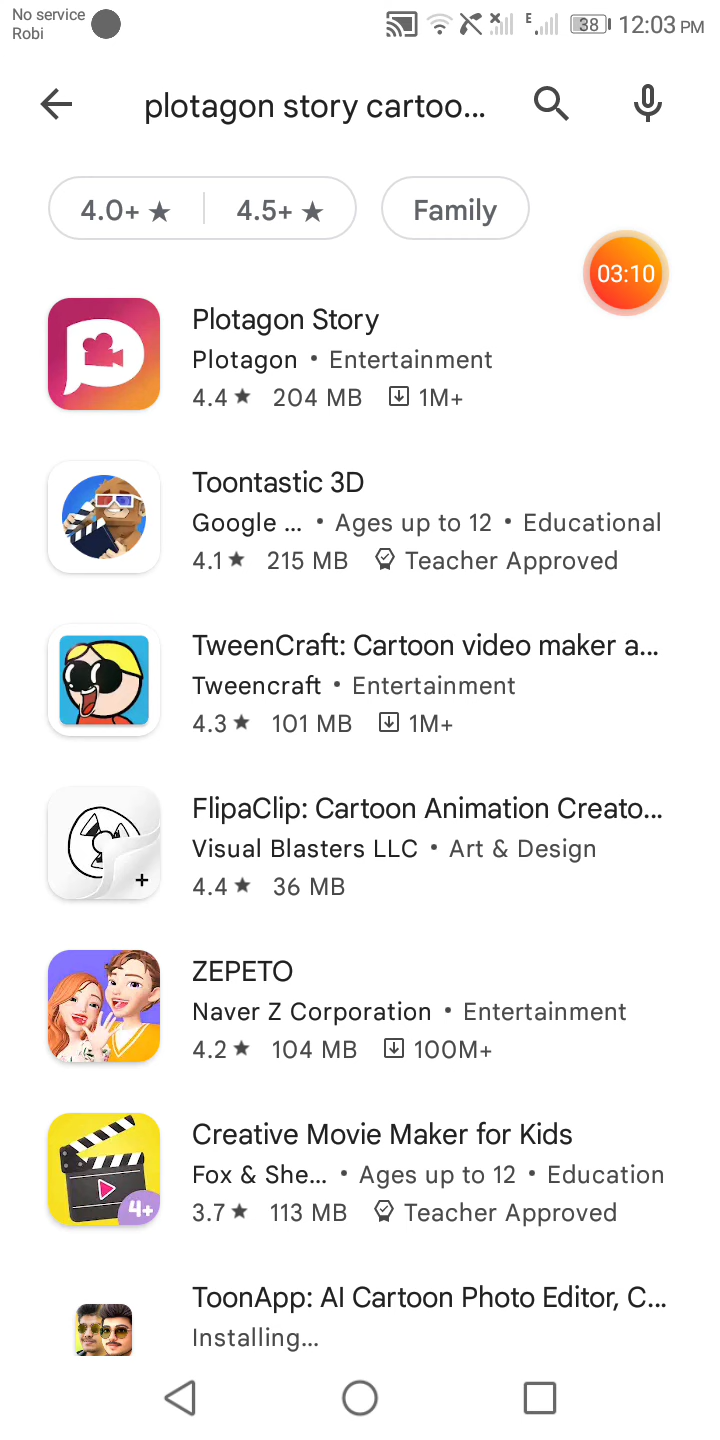 No service
Robi
E
38
12:03 PM
plotagon story cartoo...
4.0+ ★
4.5+ ★
Family
03:10
Plotagon Story
Plotagon • Entertainment
4.4 ★ 204 MB 1M+
Toontastic 3D
Google ... • Ages up to 12 • Educational
4.1 ★ 215 MB Teacher Approved
TweenCraft: Cartoon video maker a...
Tweencraft • Entertainment
4.3 ★ 101 MB 1M+
FlipaClip: Cartoon Animation Creato...
Visual Blasters LLC • Art & Design
4.4 ★ 36 MB
ZEPETO
Naver Z Corporation • Entertainment
4.2 ★ 104 MB 100M+
Creative Movie Maker for Kids
Fox & She... • Ages up to 12 • Education
3.7 ★ 113 MB Teacher Approved
4+
ToonApp: AI Cartoon Photo Editor, C...
Installing...